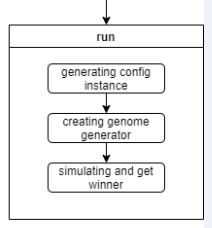 run
generating config
instance
creating genome
generator
simulating and get
winner